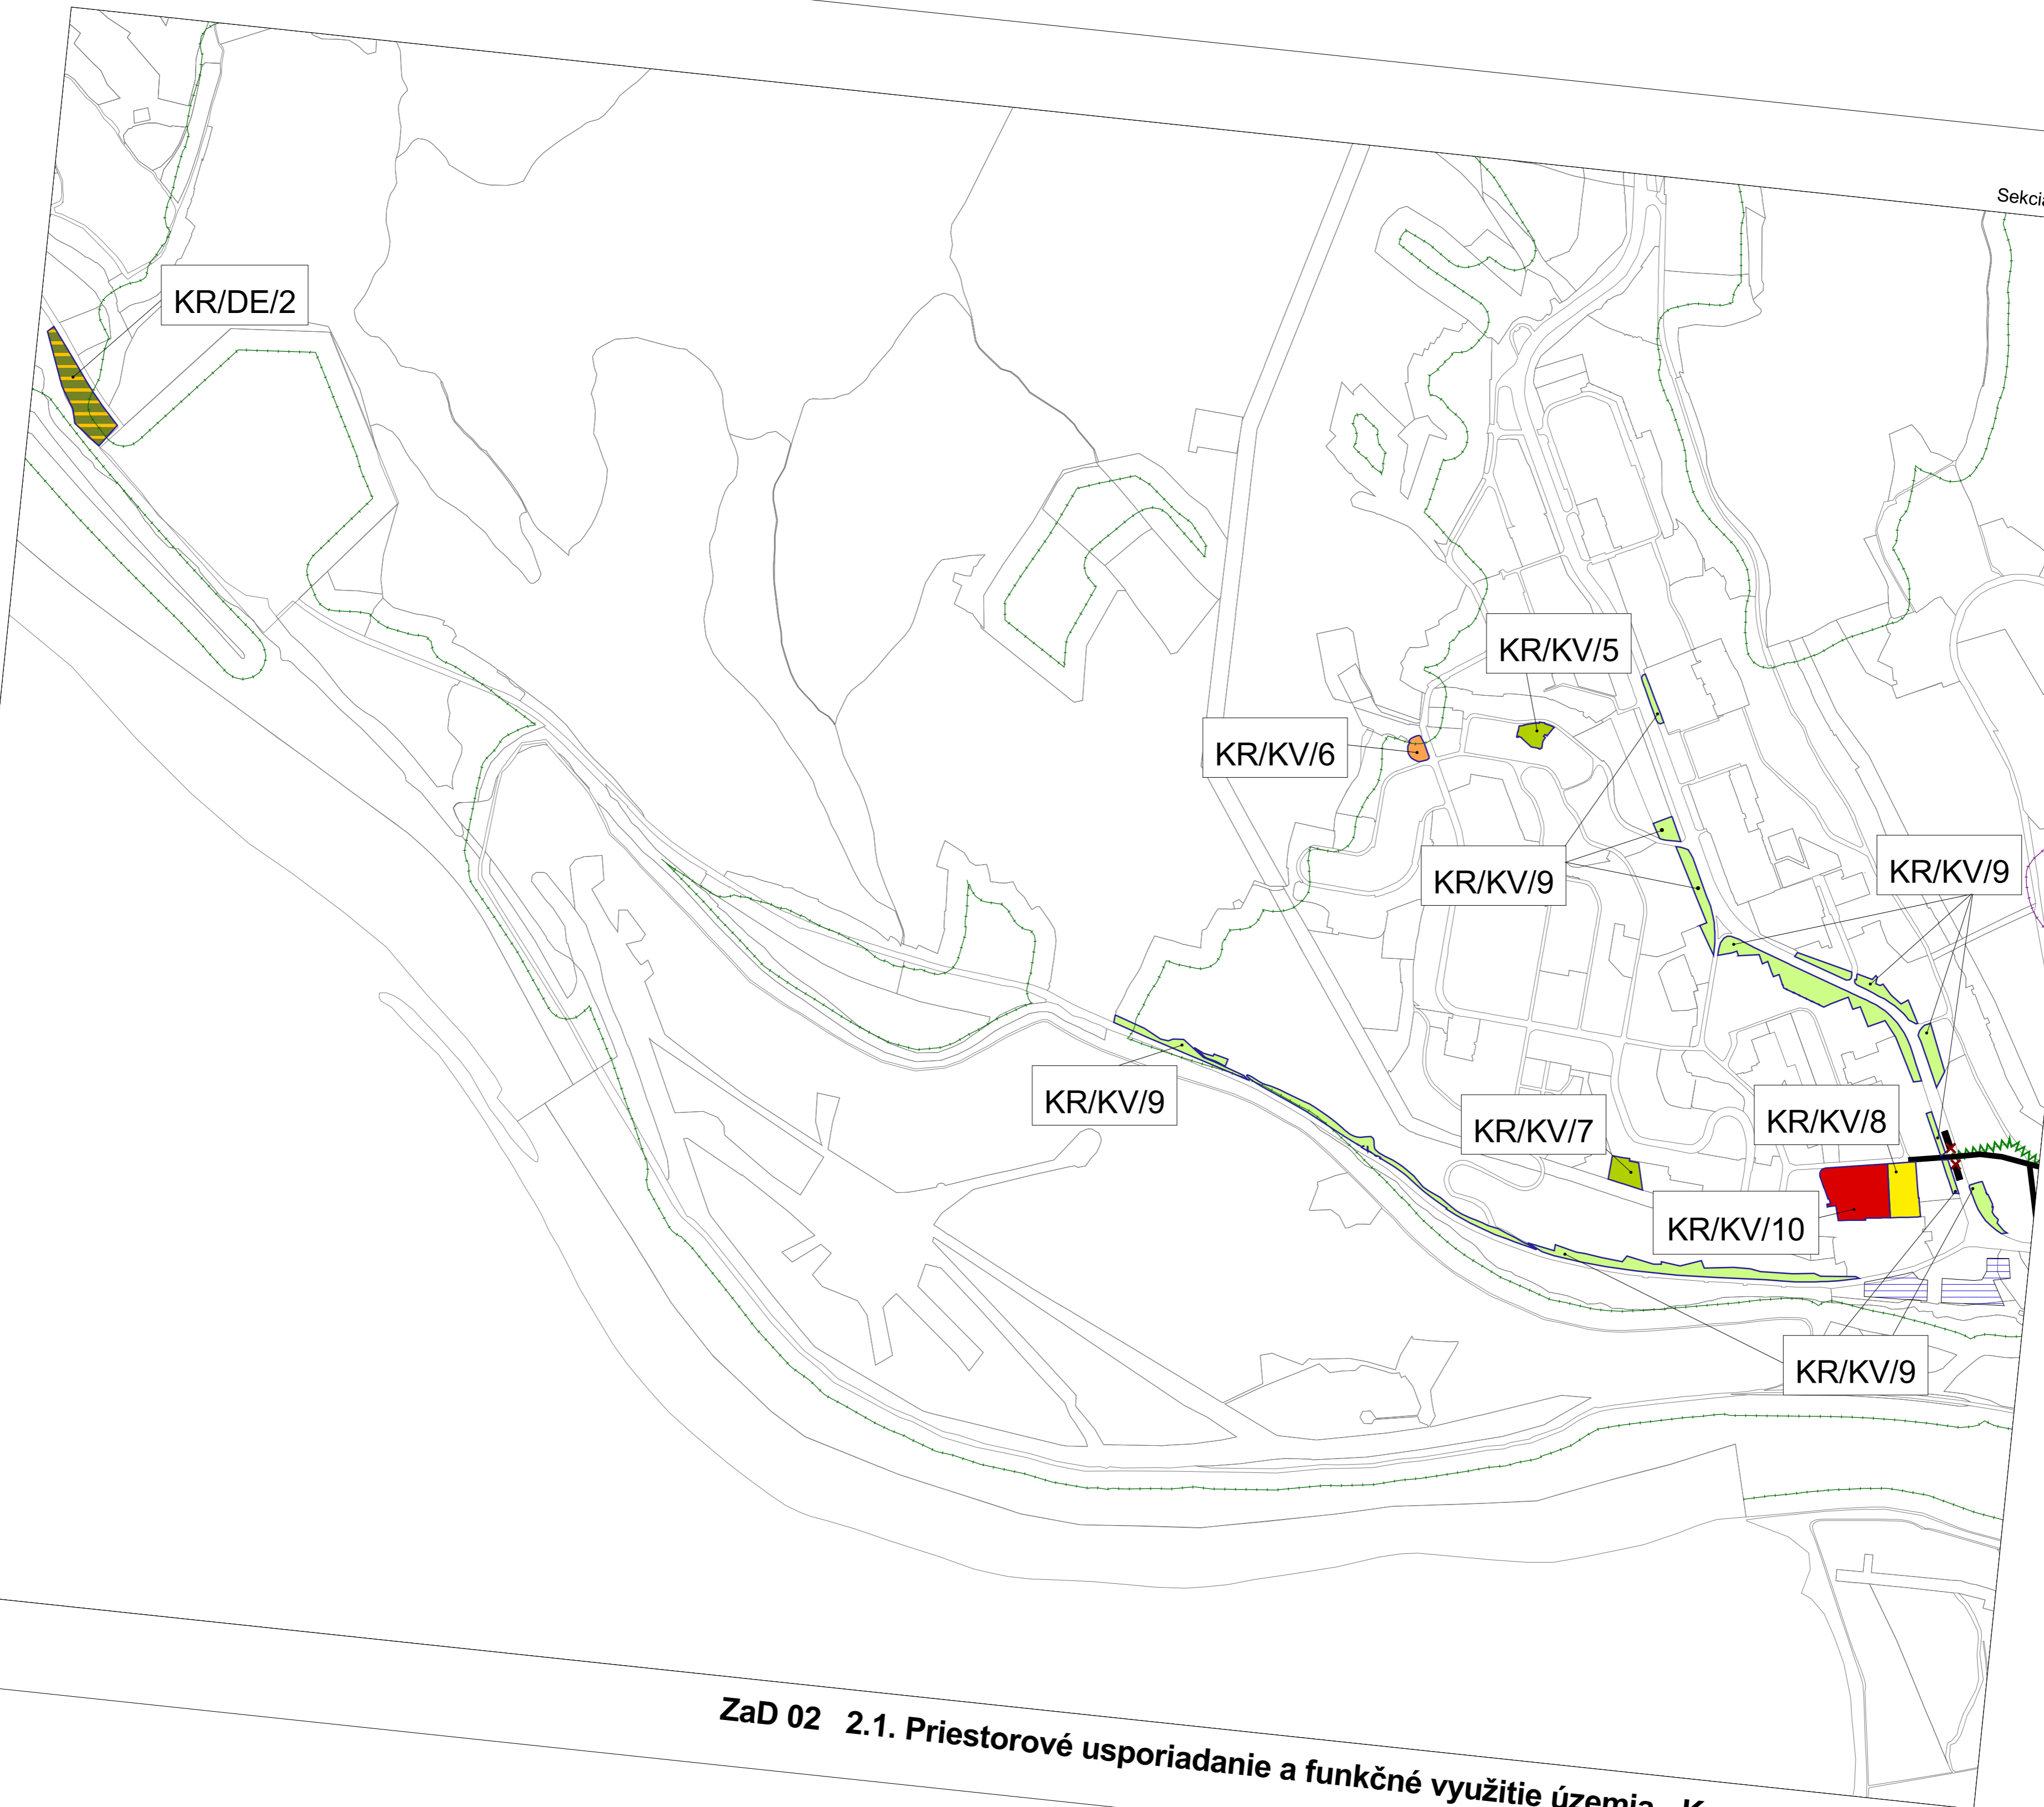 Sekcia
KR/DE/2
KR/KV/5
KR/KV/6
KR/KV/9
KR/KV/9
KR/KV/9
KR/KV/7
KR/KV/8
KR/KV/10
KR/KV/9
ZaD 02 2.1. Priestorové usporiadanie a funkčné využitie územia - K